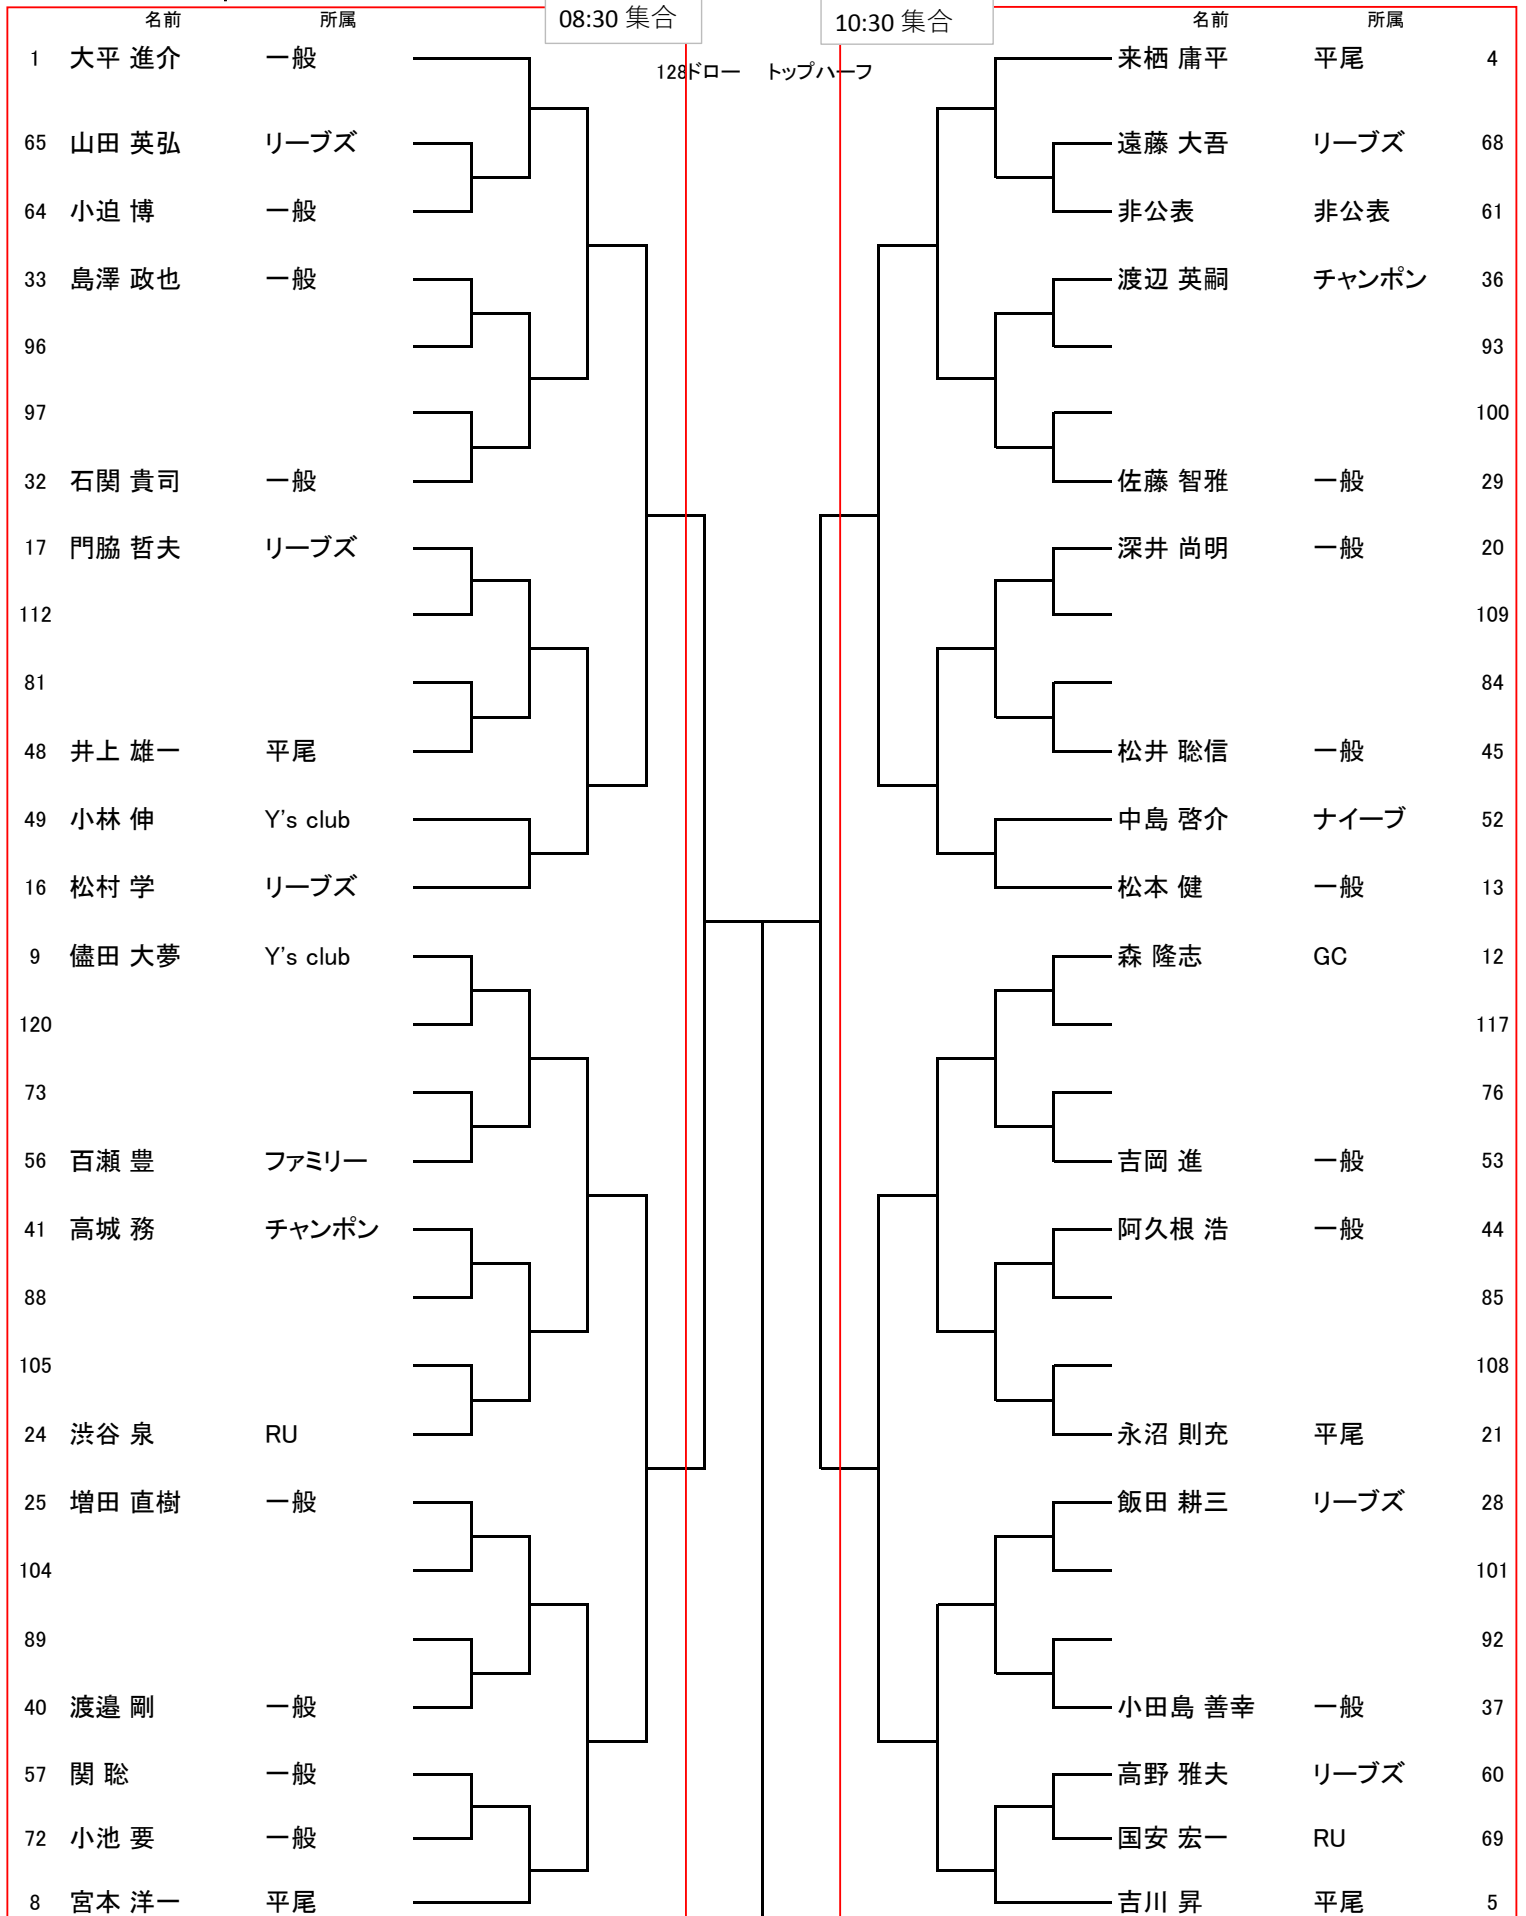 08:30 集合 10:30 集合
名前 所属 名前 所属
128ドロー トップハーフ
1 大平 進介 一般 来栖 庸平 平尾 4
65 山田 英弘 リーブズ 遠藤 大吾 リーブズ 68
64 小迫 博 一般 非公表 非公表 61
33 島澤 政也 一般 渡辺 英嗣 チャンポン 36
96 93
97 100
32 石関 貴司 一般 佐藤 智雅 一般 29
17 門脇 哲夫 リーブズ 深井 尚明 一般 20
112 109
81 84
48 井上 雄一 平尾 松井 聡信 一般 45
49 小林 伸 Y's club 中島 啓介 ナイーブ 52
16 松村 学 リーブズ 松本 健 一般 13
9 儘田 大夢 Y's club 森 隆志 GC 12
120 117
73 76
56 百瀬 豊 ファミリー 吉岡 進 一般 53
41 高城 務 チャンポン 阿久根 浩 一般 44
88 85
105 108
24 渋谷 泉 RU 永沼 則充 平尾 21
25 増田 直樹 一般 飯田 耕三 リーブズ 28
104 101
89 92
40 渡邉 剛 一般 小田島 善幸 一般 37
57 関 聡 一般 高野 雅夫 リーブズ 60
72 小池 要 一般 国安 宏一 RU 69
8 宮本 洋一 平尾 吉川 昇 平尾 5